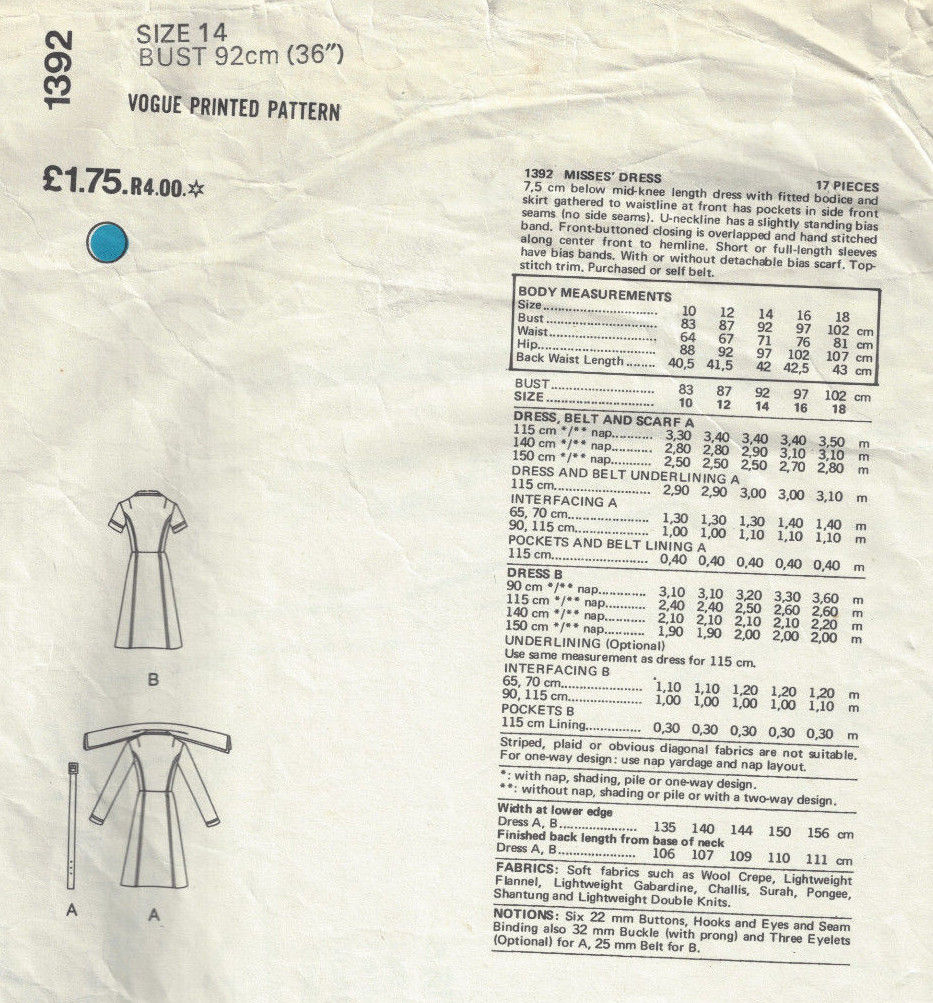 1392
SIZE 14
BUST 92cm (36")
VOGUE PRINTED PATTERN
£1.75.R4.00.☆
1392 MISSES' DRESS 17 PIECES
7,5 cm below mid-knee length dress with fitted bodice and
skirt gathered to waistline at front has pockets in side front
seams (no side seams). U-neckline has a slightly standing bias
band. Front-buttoned closing is overlapped and hand stitched
along center front to hemline. Short or full-length sleeves
have bias bands. With or without detachable bias scarf. Top-
stitch trim. Purchased or self belt.
BODY MEASUREMENTS
Size 10 12 14 16 18
Bust 83 87 92 97 102 cm
Waist 64 67 71 76 81 cm
Hip 88 92 97 102 107 cm
Back Waist Length 40,5 41,5 42 42,5 43 cm
BUST 83 87 92 97 102 cm
SIZE 10 12 14 16 18
DRESS, BELT AND SCARF A
115 cm */** nap 3,30 3,40 3,40 3,40 3,50 m
140 cm */** nap 2,80 2,80 2,90 3,10 3,10 m
150 cm */** nap 2,50 2,50 2,50 2,70 2,80 m
DRESS AND BELT UNDERLINING A
115 cm 2,90 2,90 3,00 3,00 3,10 m
INTERFACING A
65, 70 cm 1,30 1,30 1,30 1,40 1,40 m
90, 115 cm 1,00 1,00 1,10 1,10 1,10 m
POCKETS AND BELT LINING A
115 cm 0,40 0,40 0,40 0,40 0,40 m
DRESS B
90 cm */** nap 3,10 3,10 3,20 3,30 3,60 m
115 cm */** nap 2,40 2,40 2,50 2,60 2,60 m
140 cm */** nap 2,10 2,10 2,10 2,10 2,20 m
150 cm */** nap 1,90 1,90 2,00 2,00 2,00 m
UNDERLINING (Optional)
Use same measurement as dress for 115 cm.
INTERFACING B
65, 70 cm 1,10 1,10 1,20 1,20 1,20 m
90, 115 cm 1,00 1,00 1,00 1,00 1,10 m
POCKETS B
115 cm Lining 0,30 0,30 0,30 0,30 0,30 m
Striped, plaid or obvious diagonal fabrics are not suitable.
For one-way design: use nap yardage and nap layout.
*: with nap, shading, pile or one-way design.
**: without nap, shading or pile or with a two-way design.
Width at lower edge
Dress A, B 135 140 144 150 156 cm
Finished back length from base of neck
Dress A, B 106 107 109 110 111 cm
FABRICS: Soft fabrics such as Wool Crepe, Lightweight
Flannel, Lightweight Gabardine, Challis, Surah, Pongee,
Shantung and Lightweight Double Knits.
NOTIONS: Six 22 mm Buttons, Hooks and Eyes and Seam
Binding also 32 mm Buckle (with prong) and Three Eyelets
(Optional) for A, 25 mm Belt for B.
B
A
A